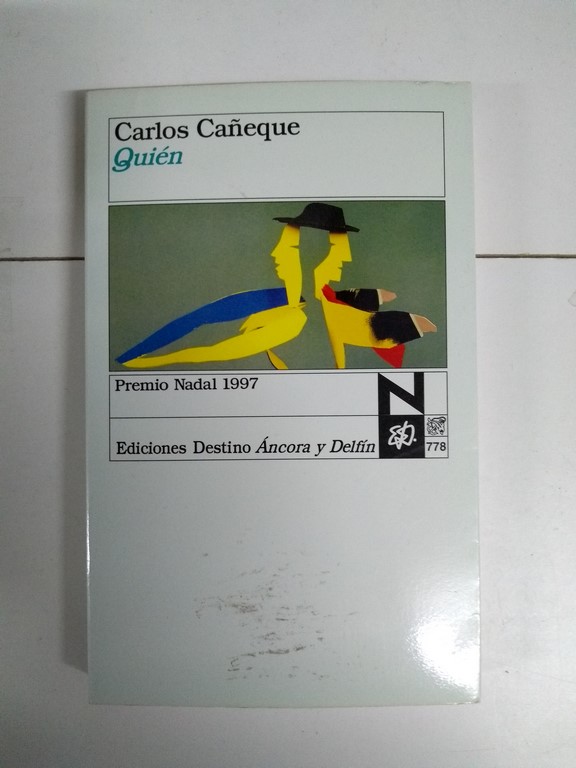 Carlos Cañeque
Quién
Premio Nadal 1997
N
Ediciones Destino Áncora y Delfín
778